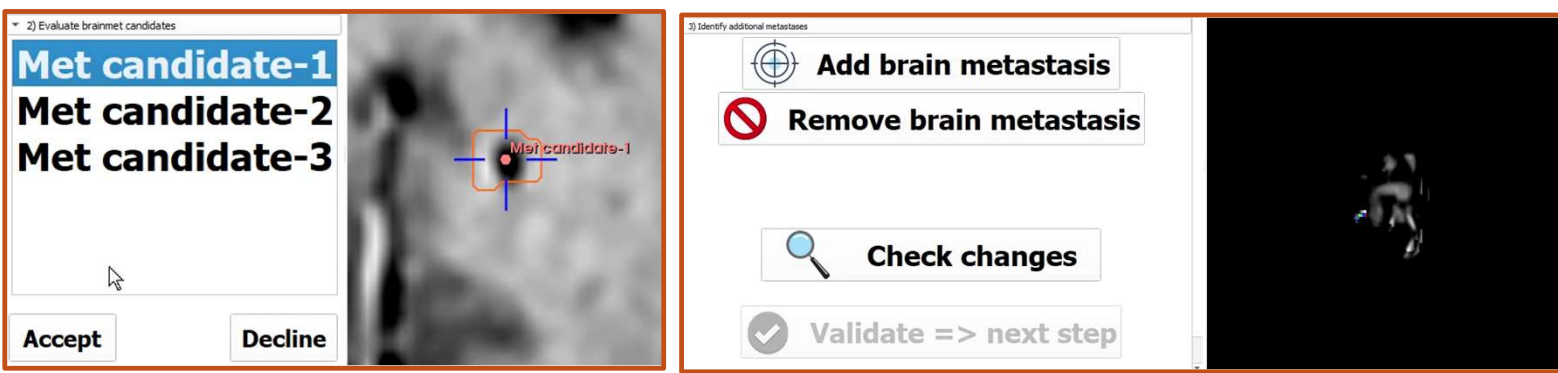 2) Evaluate brainmet candidates
Met candidate-1
Met candidate-2
Met candidate-3
Accept
Decline
Met candidate-1
3) Identify additional metastases
Add brain metastasis
Remove brain metastasis
Check changes
Validate => next step